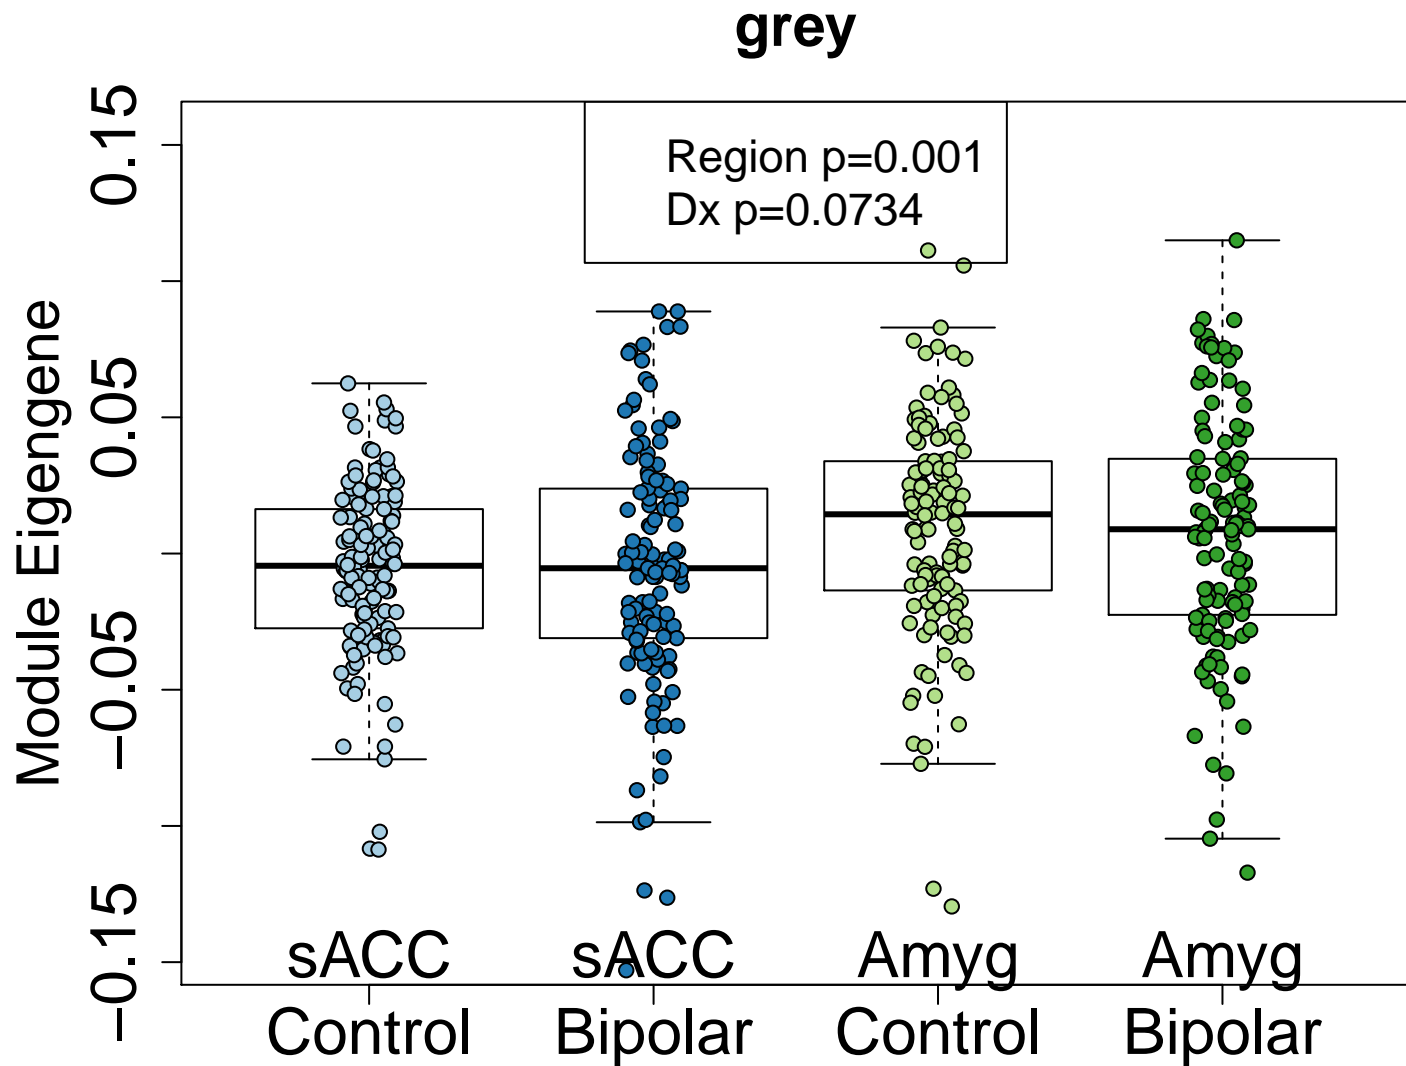 grey
Region p=0.001
Dx p=0.0734
Module Eigengene
0.15
0.05
−0.05
−0.15
sACC
sACC
Amyg
Amyg
Control
Bipolar
Control
Bipolar